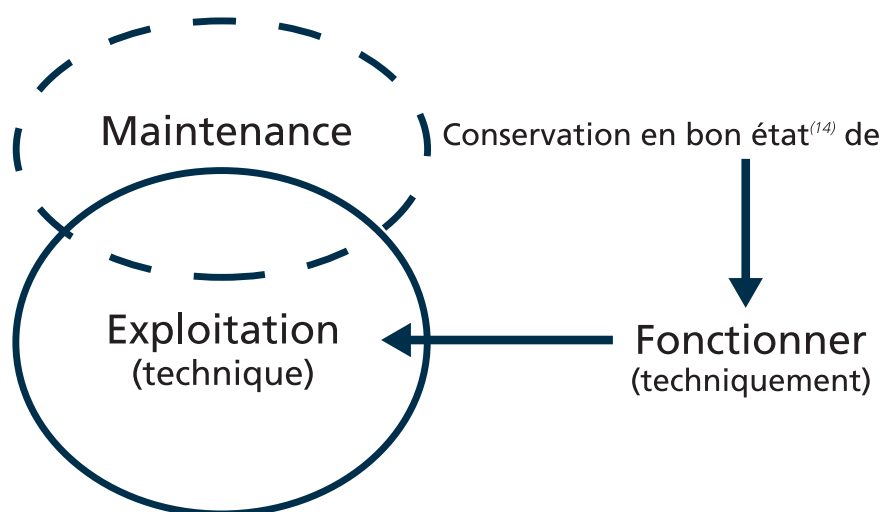 Maintenance
Conservation en bon état(14) de
Exploitation
(technique)
Fonctionner
(techniquement)